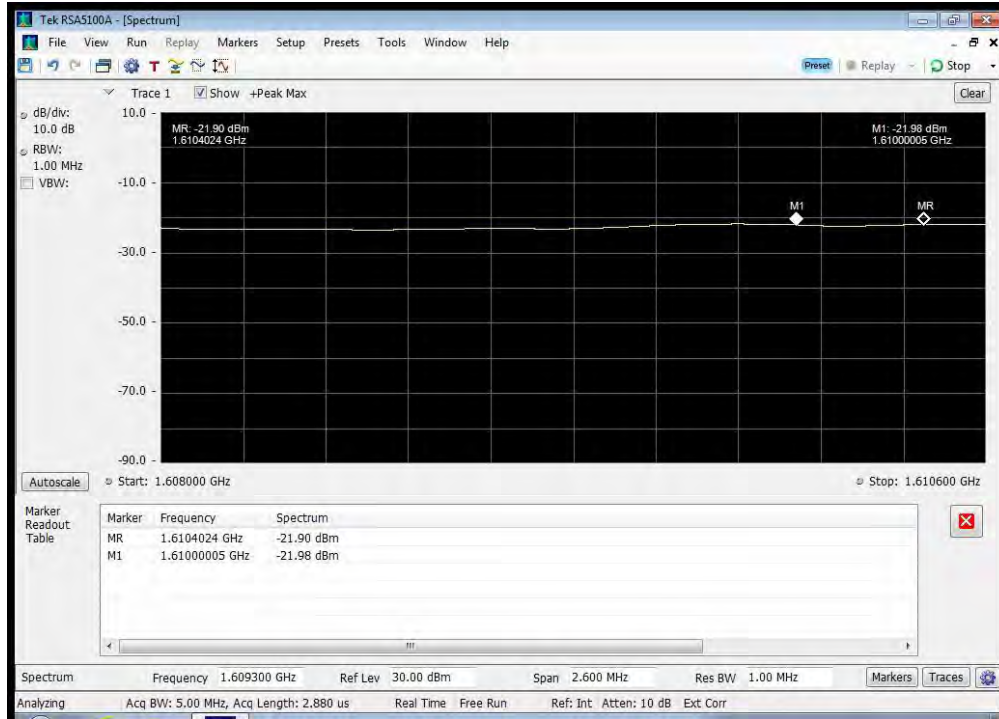 Tek RSA5100A - [Spectrum]
File View Run Replay Markers Setup Presets Tools Window Help
T
Preset Replay Stop
Trace 1 Show +Peak Max Clear
dB/div:
10.0 dB
RBW:
1.00 MHz
VBW:
10.0
-10.0
-30.0
-50.0
-70.0
-90.0
MR: -21.90 dBm
1.6104024 GHz
M1: -21.98 dBm
1.61000005 GHz
M1 MR
Autoscale Start: 1.608000 GHz Stop: 1.610600 GHz
Marker
Readout
Table
Marker Frequency Spectrum
MR 1.6104024 GHz -21.90 dBm
M1 1.61000005 GHz -21.98 dBm
Spectrum Frequency 1.609300 GHz Ref Lev 30.00 dBm Span 2.600 MHz Res BW 1.00 MHz Markers Traces
Analyzing Acq BW: 5.00 MHz, Acq Length: 2.880 us Real Time Free Run Ref: Int Atten: 10 dB Ext Corr